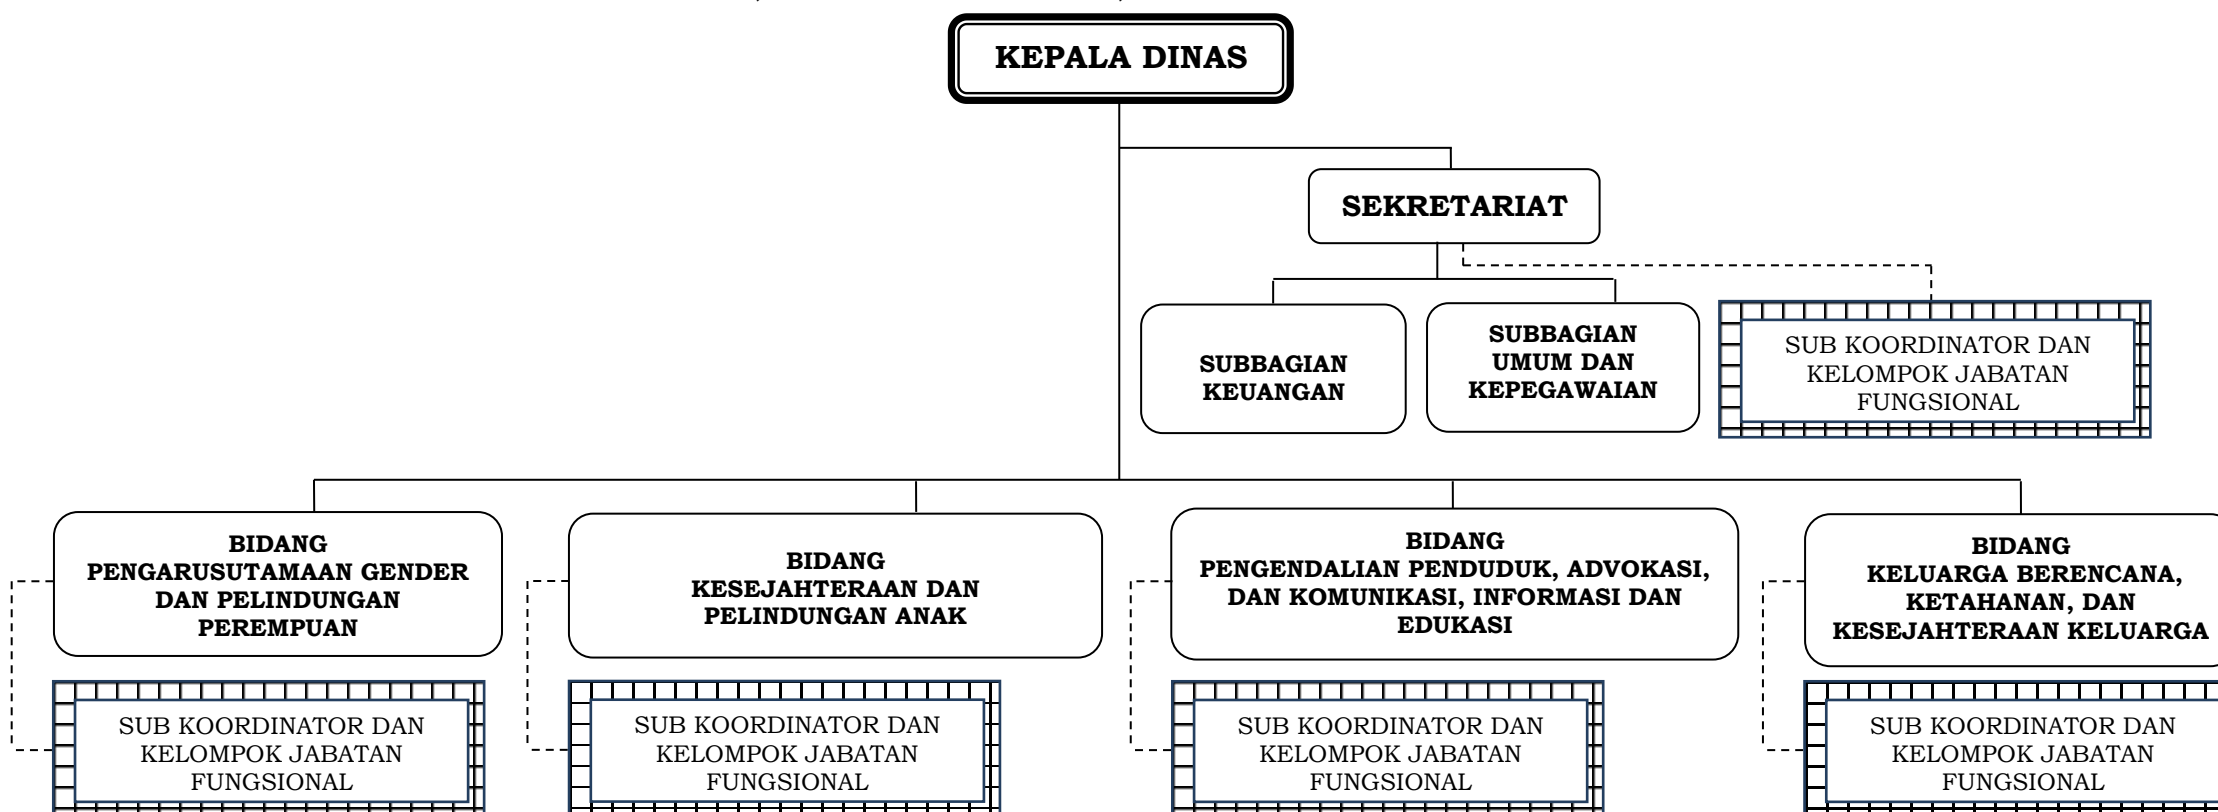 KEPALA DINAS
SEKRETARIAT
SUBBAGIAN
KEUANGAN
SUBBAGIAN
UMUM DAN
KEPEGAWAIAN
SUB KOORDINATOR DAN
KELOMPOK JABATAN
FUNGSIONAL
BIDANG
PENGARUSUTAMAAN GENDER
DAN PELINDUNGAN
PEREMPUAN
BIDANG
KESEJAHTERAAN DAN
PELINDUNGAN ANAK
BIDANG
PENGENDALIAN PENDUDUK, ADVOKASI,
DAN KOMUNIKASI, INFORMASI DAN
EDUKASI
BIDANG
KELUARGA BERENCANA,
KETAHANAN, DAN
KESEJAHTERAAN KELUARGA
SUB KOORDINATOR DAN
KELOMPOK JABATAN
FUNGSIONAL
SUB KOORDINATOR DAN
KELOMPOK JABATAN
FUNGSIONAL
SUB KOORDINATOR DAN
KELOMPOK JABATAN
FUNGSIONAL
SUB KOORDINATOR DAN
KELOMPOK JABATAN
FUNGSIONAL